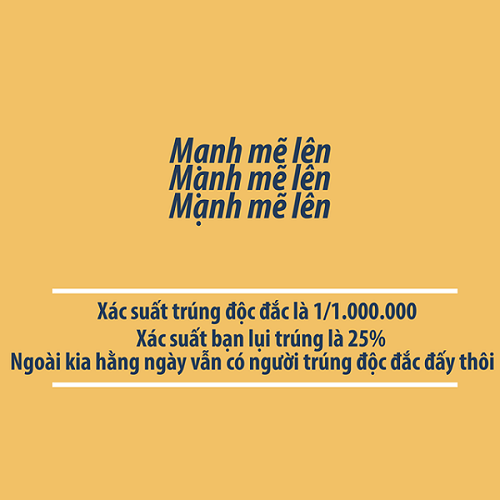 Mạnh mẽ lên
Mạnh mẽ lên
Mạnh mẽ lên
Xác suất trúng độc đắc là 1/1.000.000
Xác suất bạn lụi trúng là 25%
Ngoài kia hằng ngày vẫn có người trúng độc đắc đấy thôi